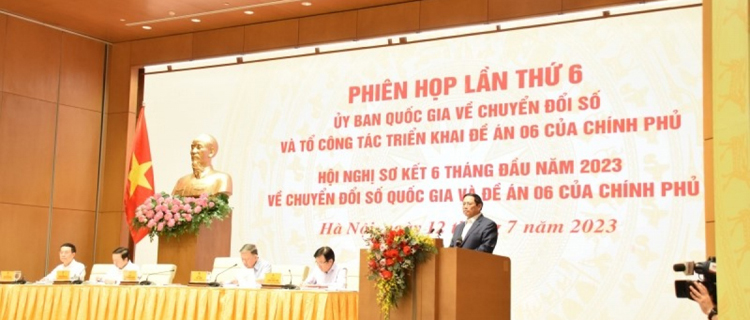 PHIÊN HỌP LẦN THỨ 6
ỦY BAN QUỐC GIA VỀ CHUYỂN ĐỔI SỐ
VÀ TỔ CÔNG TÁC TRIỂN KHAI ĐỀ ÁN 06 CỦA CHÍNH PHỦ
HỘI NGHỊ SƠ KẾT 6 THÁNG ĐẦU NĂM 2023
VỀ CHUYỂN ĐỔI SỐ QUỐC GIA VÀ ĐỀ ÁN 06 CỦA CHÍNH PHỦ
Hà Nội, 12 7 năm 2023